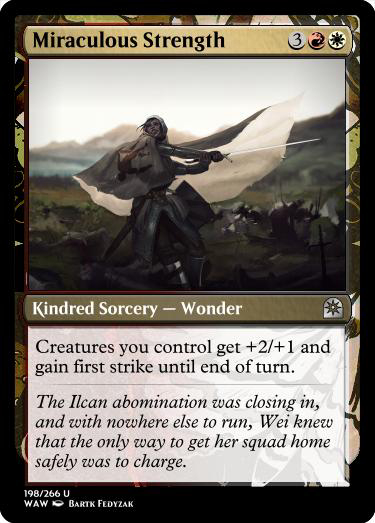 Miraculous Strength 3
Kindred Sorcery — Wonder
Creatures you control get +2/+1 and
gain first strike until end of turn.
The Ilcan abomination was closing in,
and with nowhere else to run, Wei knew
that the only way to get her squad home
safely was to charge.
198/266 U
WAW BARTK FEDYZAK